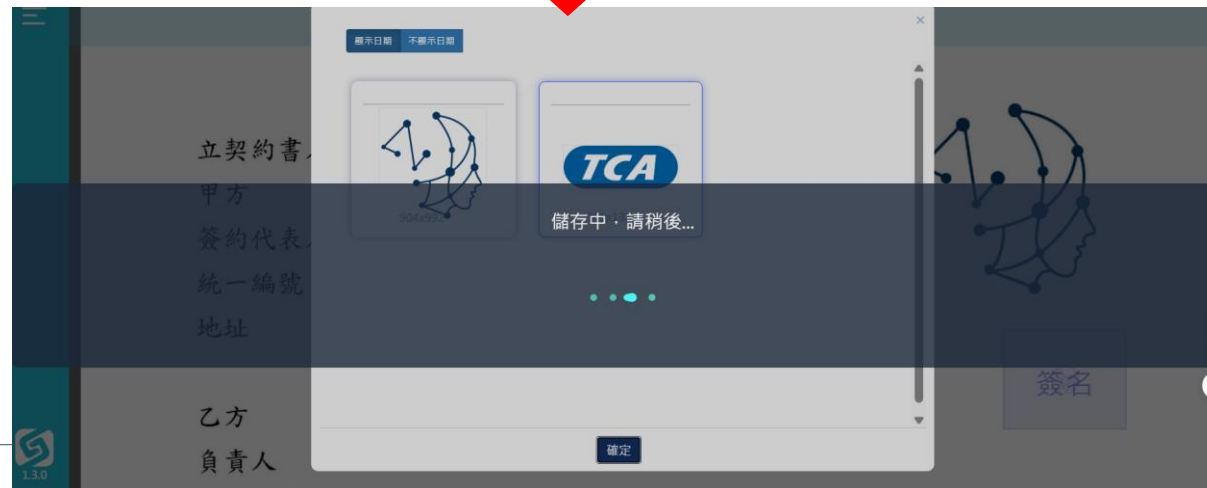 顯示日期 不顯示日期
立契約書
TCA
甲方
904x992
儲存中，請稍後...
簽約代表
統一編號
地址
簽名
乙方
確定
負責人
1.3.0